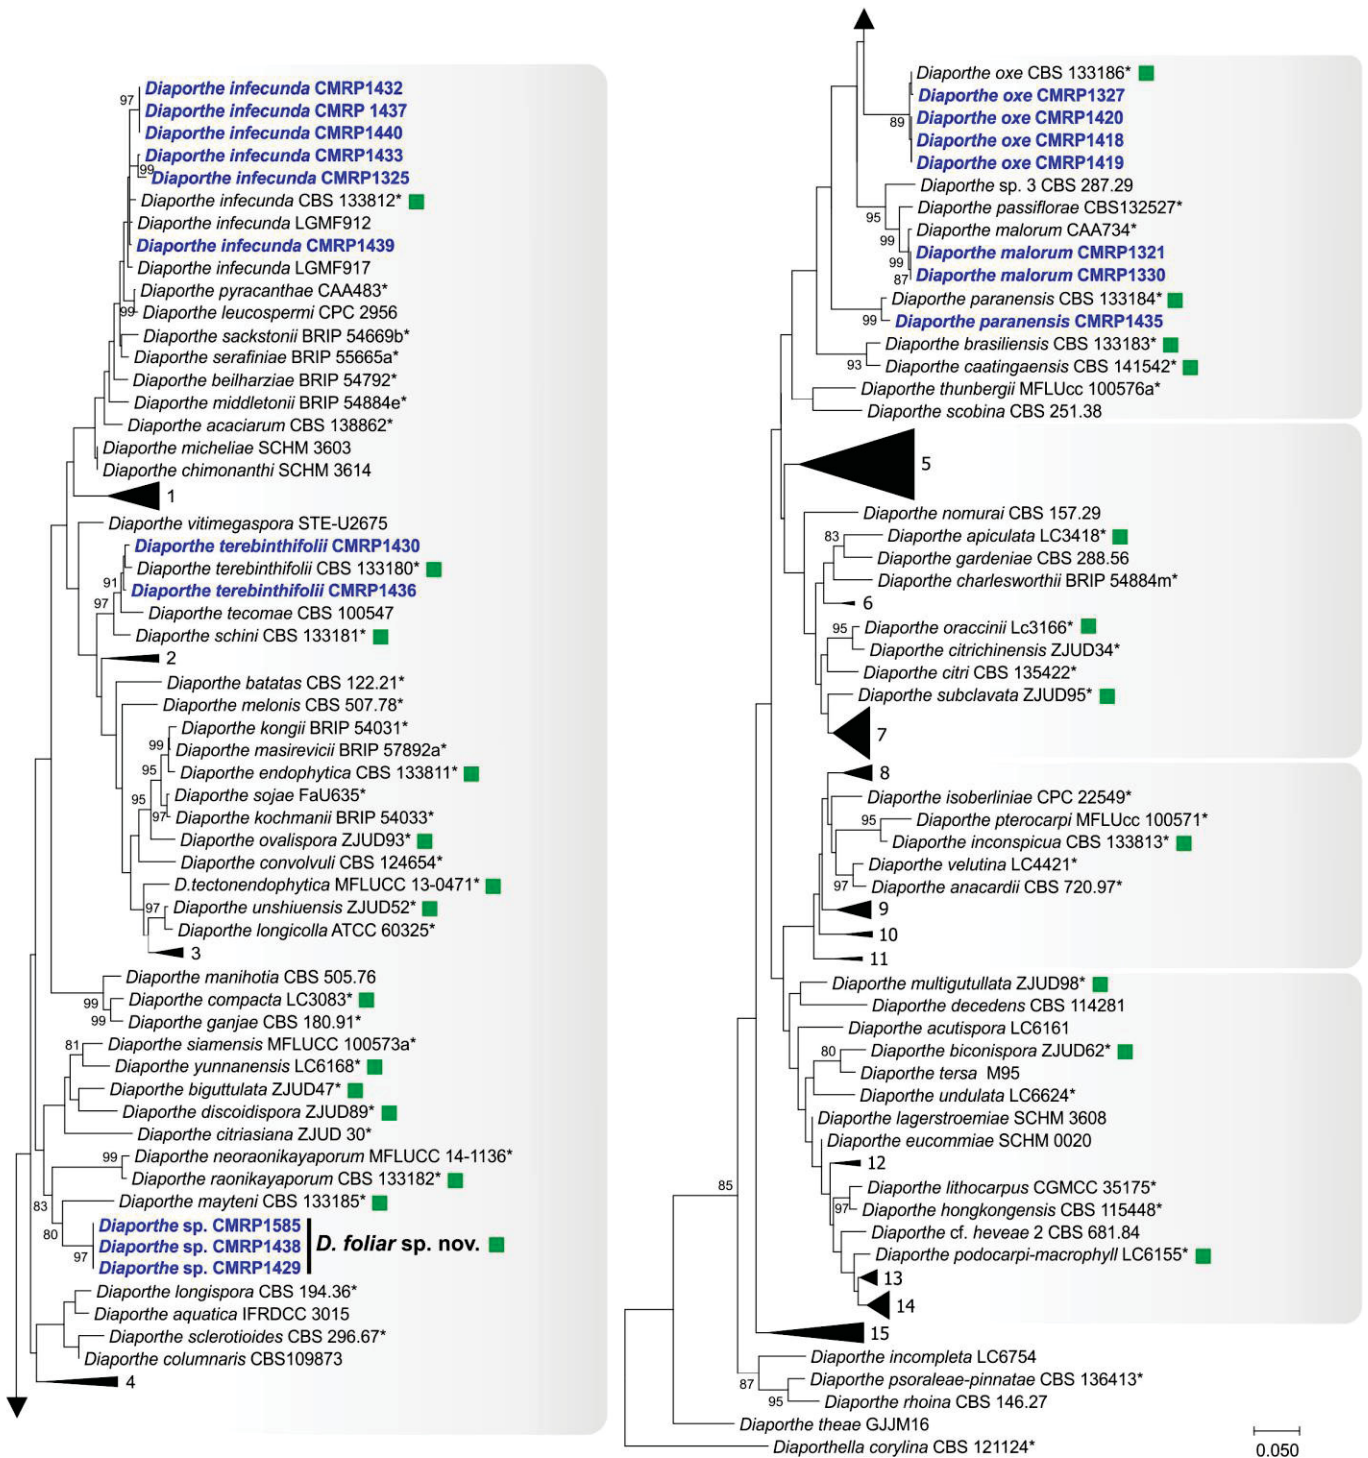 Diaporthe infecunda CMRP1432
97
Diaporthe infecunda CMRP 1437
Diaporthe infecunda CMRP1440
Diaporthe infecunda CMRP1433
99
Diaporthe infecunda CMRP1325
Diaporthe infecunda CBS 133812*
Diaporthe infecunda LGMF912
Diaporthe infecunda CMRP1439
Diaporthe infecunda LGMF917
Diaporthe pyracanthae CAA483*
99
Diaporthe leucospermi CPC 2956
Diaporthe sackstonii BRIP 54669b*
Diaporthe serafiniae BRIP 55665a*
Diaporthe beilharziae BRIP 54792*
Diaporthe middletonii BRIP 54884e*
Diaporthe acaciarum CBS 138862*
Diaporthe micheliae SCHM 3603
Diaporthe chimonanthi SCHM 3614
1
Diaporthe vitimegaspora STE-U2675
Diaporthe terebinthifolii CMRP1430
Diaporthe terebinthifolii CBS 133180*
91
Diaporthe terebinthifolii CMRP1436
97
Diaporthe tecomae CBS 100547
Diaporthe schini CBS 133181*
2
Diaporthe batatas CBS 122.21*
Diaporthe melonis CBS 507.78*
Diaporthe kongii BRIP 54031*
99
Diaporthe masirevicii BRIP 57892a*
95
Diaporthe endophytica CBS 133811*
95
Diaporthe sojae FaU635*
97
Diaporthe kochmanii BRIP 54033*
Diaporthe ovalispora ZJUD93*
Diaporthe convolvuli CBS 124654*
D.tectonendophytica MFLUCC 13-0471*
97
Diaporthe unshiuensis ZJUD52*
Diaporthe longicolla ATCC 60325*
3
Diaporthe manihotia CBS 505.76
99
Diaporthe compacta LC3083*
99
Diaporthe ganjae CBS 180.91*
81
Diaporthe siamensis MFLUCC 100573a*
Diaporthe yunnanensis LC6168*
Diaporthe biguttulata ZJUD47*
Diaporthe discoidispora ZJUD89*
Diaporthe citriasiana ZJUD 30*
99
Diaporthe neoraonikayaporum MFLUCC 14-1136*
Diaporthe raonikayaporum CBS 133182*
83
Diaporthe mayteni CBS 133185*
80
Diaporthe sp. CMRP1585
Diaporthe sp. CMRP1438
D. foliar sp. nov.
97
Diaporthe sp. CMRP1429
Diaporthe longispora CBS 194.36*
Diaporthe aquatica IFRDCC 3015
Diaporthe sclerotioides CBS 296.67*
Diaporthe columnaris CBS109873
4
Diaporthe oxe CBS 133186*
Diaporthe oxe CMRP1327
89
Diaporthe oxe CMRP1420
Diaporthe oxe CMRP1418
Diaporthe oxe CMRP1419
Diaporthe sp. 3 CBS 287.29
95
Diaporthe passiflorae CBS132527*
99
Diaporthe malorum CAA734*
99
Diaporthe malorum CMRP1321
87
Diaporthe malorum CMRP1330
Diaporthe paranensis CBS 133184*
99
Diaporthe paranensis CMRP1435
Diaporthe brasiliensis CBS 133183*
93
Diaporthe caatingaensis CBS 141542*
Diaporthe thunbergii MFLUcc 100576a*
Diaporthe scobina CBS 251.38
5
Diaporthe nomurai CBS 157.29
83
Diaporthe apiculata LC3418*
Diaporthe gardeniae CBS 288.56
Diaporthe charlesworthii BRIP 54884m*
6
95
Diaporthe oraccinii Lc3166*
Diaporthe citrichinensis ZJUD34*
Diaporthe citri CBS 135422*
Diaporthe subclavata ZJUD95*
7
8
Diaporthe isoberliniae CPC 22549*
95
Diaporthe pterocarpi MFLUcc 100571*
Diaporthe inconspicua CBS 133813*
Diaporthe velutina LC4421*
97
Diaporthe anacardii CBS 720.97*
9
10
11
Diaporthe multigutullata ZJUD98*
Diaporthe decedens CBS 114281
Diaporthe acutispora LC6161
80
Diaporthe biconispora ZJUD62*
Diaporthe tersa M95
Diaporthe undulata LC6624*
Diaporthe lagerstroemiae SCHM 3608
Diaporthe eucommiae SCHM 0020
12
85
Diaporthe lithocarpus CGMCC 35175*
97
Diaporthe hongkongensis CBS 115448*
Diaporthe cf. heveae 2 CBS 681.84
Diaporthe podocarpi-macrophyll LC6155*
13
14
15
Diaporthe incompleta LC6754
87
Diaporthe psoraleae-pinnatae CBS 136413*
95
Diaporthe rhoina CBS 146.27
Diaporthe theae GJJM16
Diaporthella corylina CBS 121124*
0.050